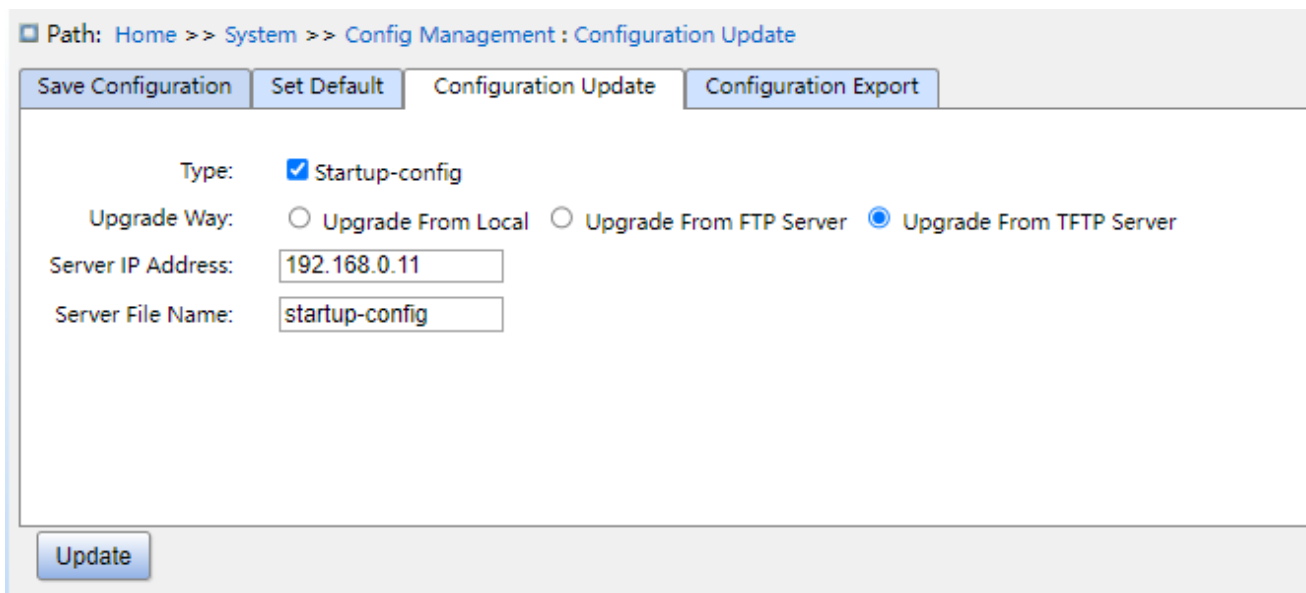 Path: Home >> System >> Config Management : Configuration Update
Save Configuration Set Default Configuration Update Configuration Export
Type: Startup-config
Upgrade Way: Upgrade From Local Upgrade From FTP Server Upgrade From TFTP Server
Server IP Address: 192.168.0.11
Server File Name: startup-config
Update